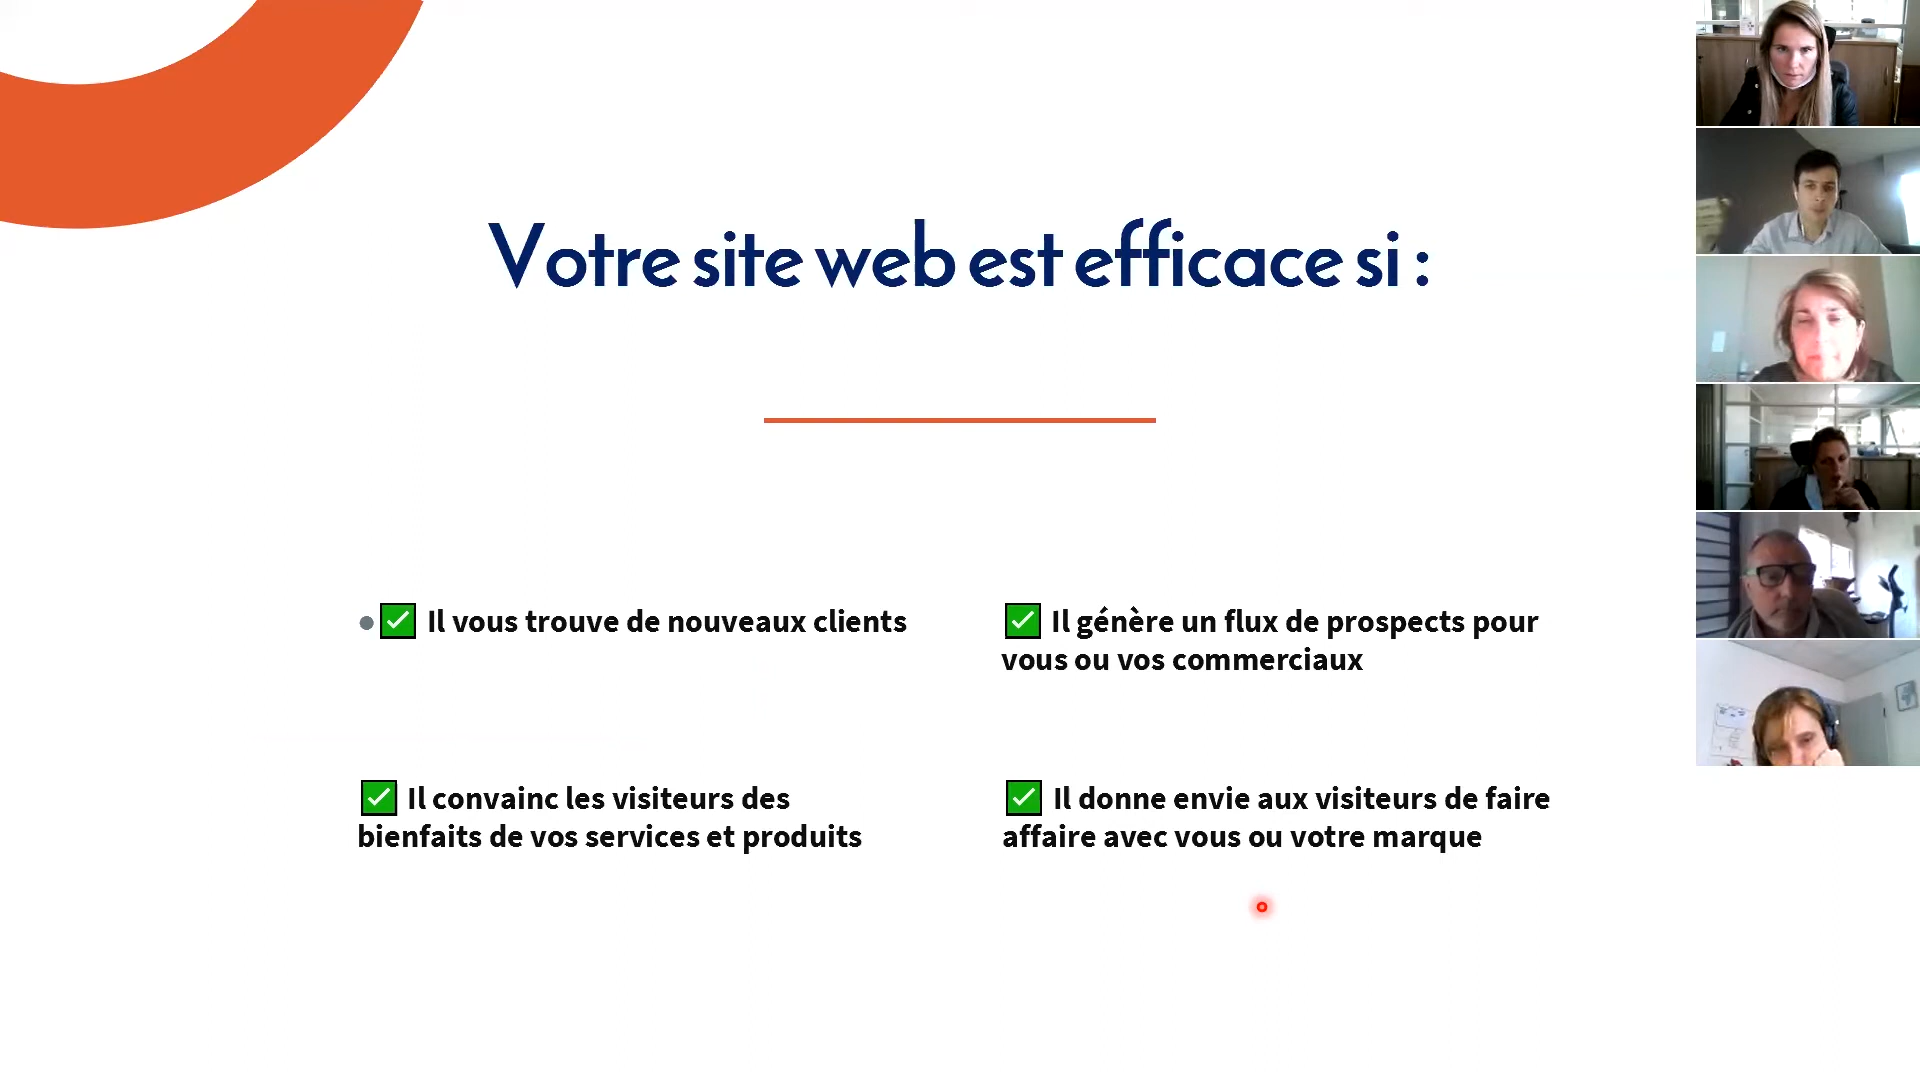 Votre site web est efficace si :
Il vous trouve de nouveaux clients
Il génère un flux de prospects pour
vous ou vos commerciaux
Il convainc les visiteurs des
bienfaits de vos services et produits
Il donne envie aux visiteurs de faire
affaire avec vous ou votre marque